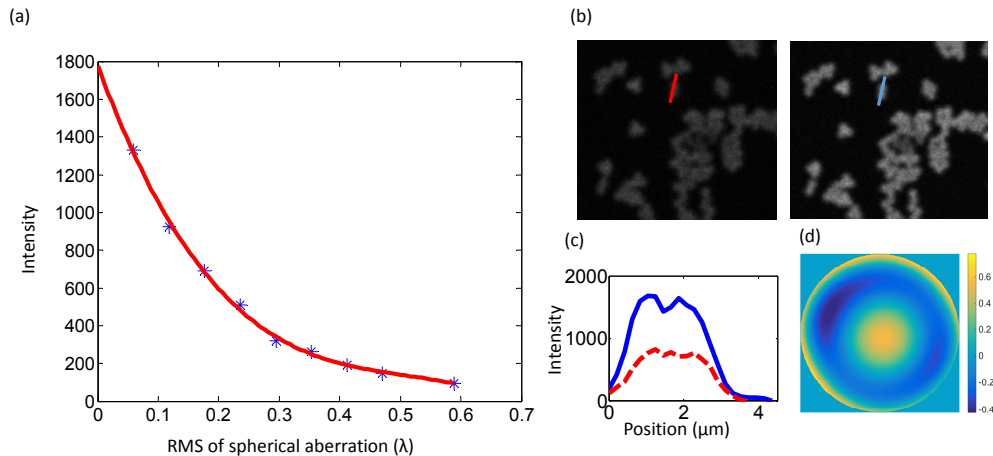 (a)
1800
1600
1400
1200
1000
800
600
400
200
0
0 0.1 0.2 0.3 0.4 0.5 0.6 0.7
Intensity
RMS of spherical aberration (λ)
(b)
(c)
2000
1000
0
0 2 4
Intensity
Position (μm)
(d)
0.6
0.4
0.2
0
-0.2
-0.4